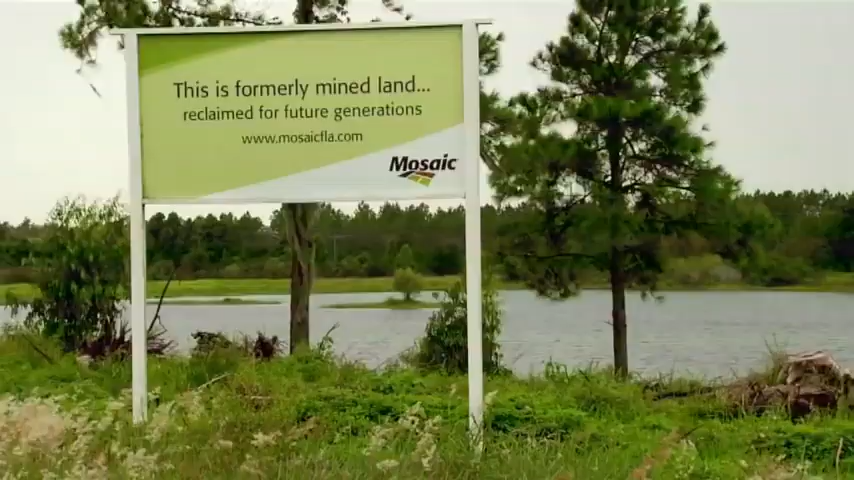 This is formerly mined land...
reclaimed for future generations
www.mosaicfla.com
Mosaic